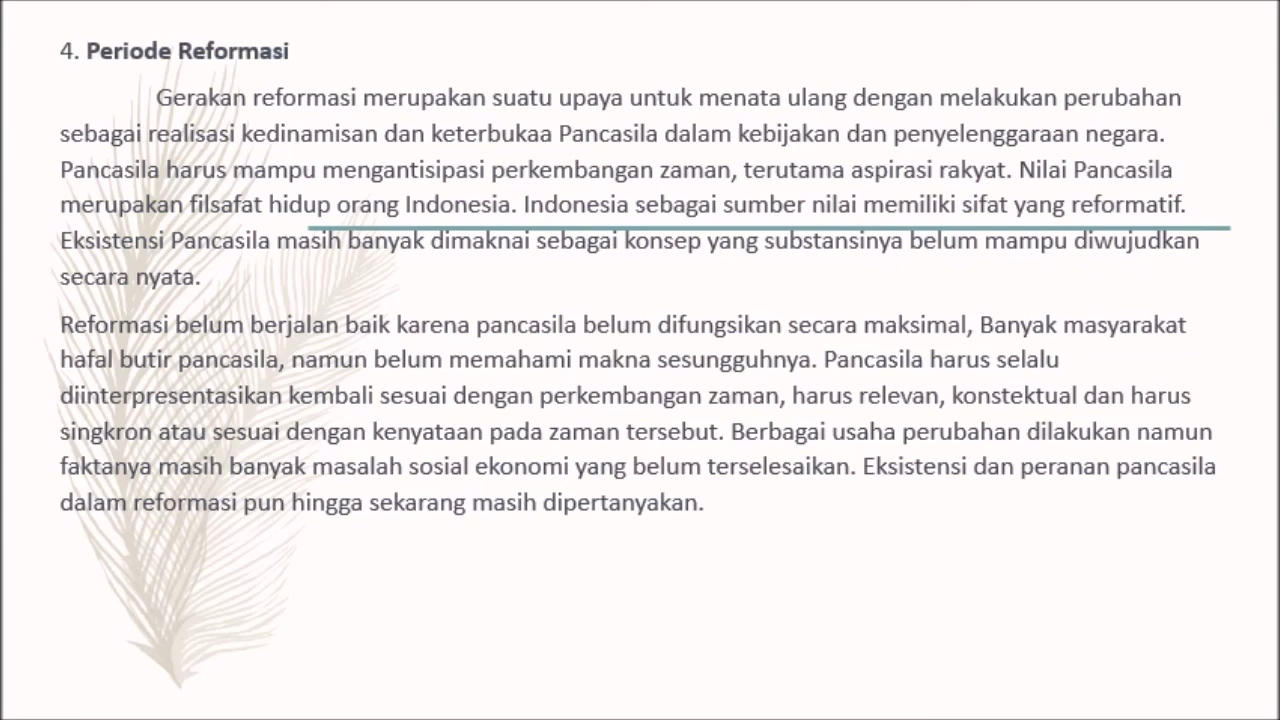 4. Periode Reformasi
Gerakan reformasi merupakan suatu upaya untuk menata ulang dengan melakukan perubahan
sebagai realisasi kedinamisan dan keterbukaa Pancasila dalam kebijakan dan penyelenggaraan negara.
Pancasila harus mampu mengantisipasi perkembangan zaman, terutama aspirasi rakyat. Nilai Pancasila
merupakan filsafat hidup orang Indonesia. Indonesia sebagai sumber nilai memiliki sifat yang reformatif.
Eksistensi Pancasila masih banyak dimaknai sebagai konsep yang substansinya belum mampu diwujudkan
secara nyata.
Reformasi belum berjalan baik karena pancasila belum difungsikan secara maksimal, Banyak masyarakat
hafal butir pancasila, namun belum memahami makna sesungguhnya. Pancasila harus selalu
diinterpresentasikan kembali sesuai dengan perkembangan zaman, harus relevan, konstektual dan harus
singkron atau sesuai dengan kenyataan pada zaman tersebut. Berbagai usaha perubahan dilakukan namun
faktanya masih banyak masalah sosial ekonomi yang belum terselesaikan. Eksistensi dan peranan pancasila
dalam reformasi pun hingga sekarang masih dipertanyakan.